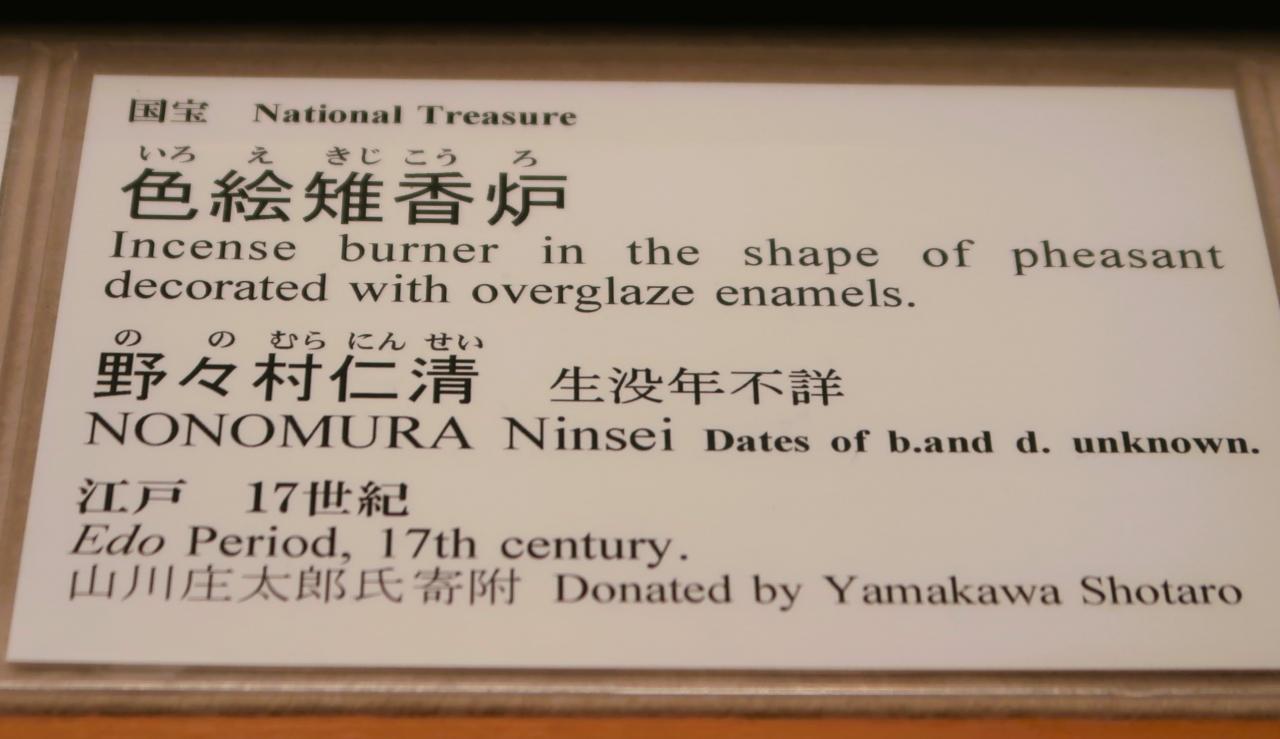 国宝 National Treasure
いろ え きじ こう ろ
色絵雉香炉
Incense burner in the shape of pheasant
decorated with overglaze enamels.
の の むら にん せい
野々村仁清 生没年不詳
NONOMURA Ninsei Dates of b.and d. unknown.
江戸 17世紀
Edo Period, 17th century.
山川庄太郎氏寄附 Donated by Yamakawa Shotaro